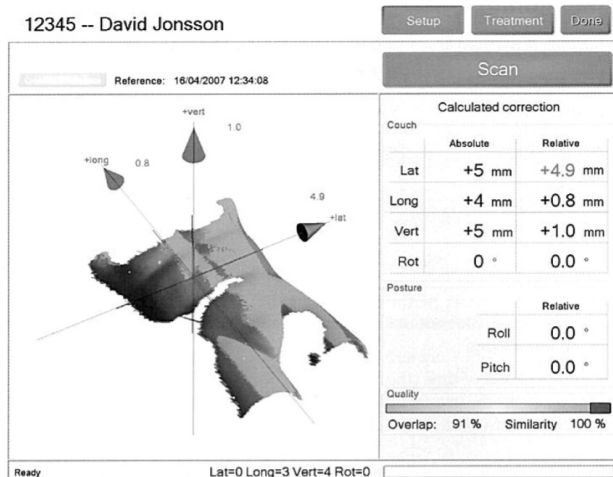 12345 -- David Jonsson
Setup Treatment Done
Reference: 16/04/2007 12:34:08
Scan
+vert
1.0
+long 0.8
4.9
+lat
Calculated correction
Couch
Absolute Relative
Lat +5 mm +4.9 mm
Long +4 mm +0.8 mm
Vert +5 mm +1.0 mm
Rot 0 ° 0.0 °
Posture
Relative
Roll 0.0 °
Pitch 0.0 °
Quality
Overlap: 91 % Similarity 100 %
Ready Lat=0 Long=3 Vert=4 Rot=0